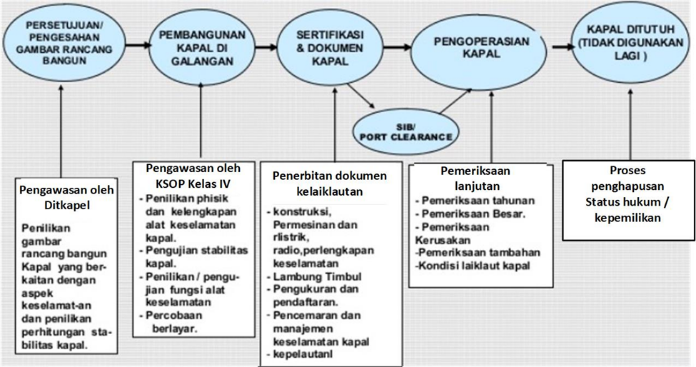 PERSETUJUAN/
PENGESAHAN
GAMBAR RANCANG
BANGUN
PEMBANGUNAN
KAPAL DI
GALANGAN
SERTIFIKASI
& DOKUMEN
KAPAL
PENGOPERASIAN
KAPAL
KAPAL DITUTUH
(TIDAK DIGUNAKAN
LAGI )
SIB/
PORT CLEARANCE
Pengawasan oleh
Ditkapel
Penilikan
gambar
rancang bangun
Kapal yang ber-
kaitan dengan
aspek
keselamat-an
dan penilikan
perhitungan sta-
bilitas kapal.
Pengawasan oleh
KSOP Kelas IV
- Penilikan phisik
dan kelengkapan
alat keselamatan
kapal.
- Pengujian stabilitas
kapal.
- Penilikan / pengu-
jian fungsi alat
keselamatan
- Percobaan
berlayar.
Penerbitan dokumen
kelaiklautan
- konstruksi,
Permesinan dan
rlistrik,
radio,perlengkapan
keselamatan
- Lambung Timbul
- Pengukuran dan
pendaftaran.
- Pencemaran dan
manajemen
keselamatan kapal
- kepelautanl
Pemeriksaan
lanjutan
- Pemeriksaan tahunan
- Pemeriksaan Besar.
- Pemeriksaan
Kerusakan
-Pemeriksaan tambahan
-Kondisi laiklaut kapal
Proses
penghapusan
Status hukum /
kepemilikan